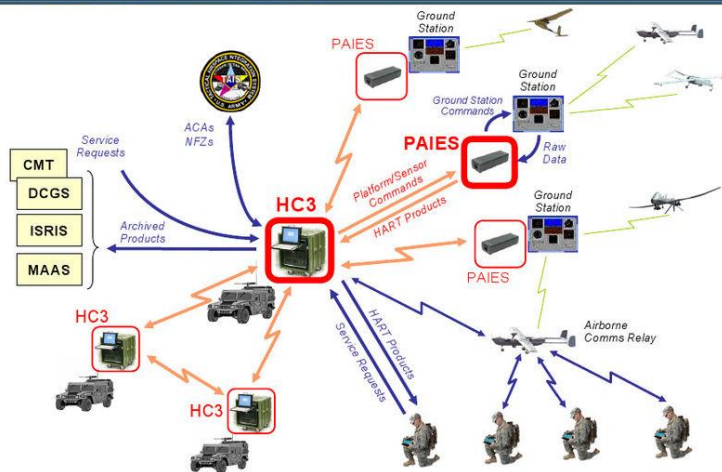 Ground
Station
PAIES
Ground
Station
Ground Station
Commands
TAIS
U.S. ARMY
ACAs
NFZs
PAIES
Raw
Data
Service
Requests
CMT
DCGS
ISRIS
MAAS
Archived
Products
HC3
Platform/Sensor
Commands
HART Products
Ground
Station
PAIES
HC3
HART Products
Service Requests
Airborne
Comms Relay
HC3